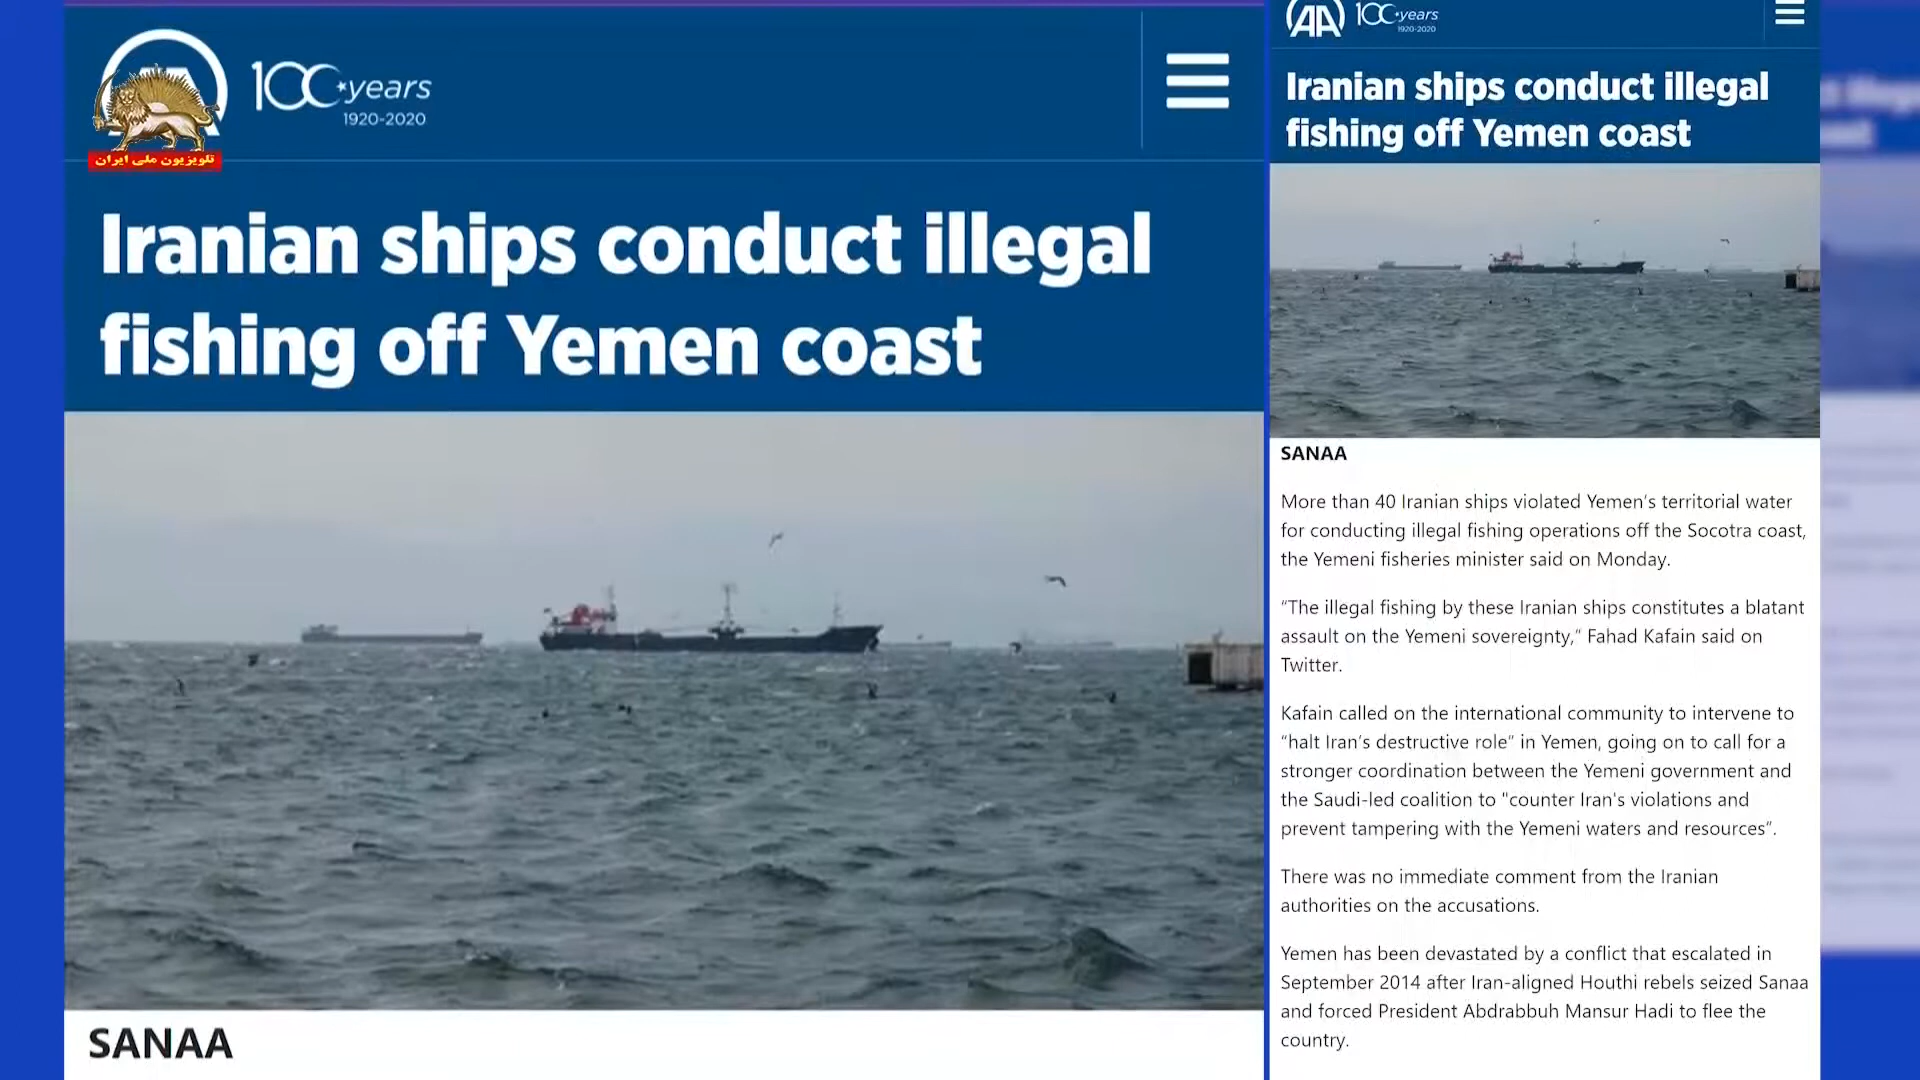 100 years
1920-2020
تلویزیون ملی ایران
Iranian ships conduct illegal
fishing off Yemen coast
SANAA
AA
100 years
1920-2020
Iranian ships conduct illegal
fishing off Yemen coast
SANAA
More than 40 Iranian ships violated Yemen’s territorial water
for conducting illegal fishing operations off the Socotra coast,
the Yemeni fisheries minister said on Monday.
“The illegal fishing by these Iranian ships constitutes a blatant
assault on the Yemeni sovereignty,” Fahad Kafain said on
Twitter.
Kafain called on the international community to intervene to
“halt Iran’s destructive role” in Yemen, going on to call for a
stronger coordination between the Yemeni government and
the Saudi-led coalition to "counter Iran's violations and
prevent tampering with the Yemeni waters and resources”.
There was no immediate comment from the Iranian
authorities on the accusations.
Yemen has been devastated by a conflict that escalated in
September 2014 after Iran-aligned Houthi rebels seized Sanaa
and forced President Abdrabbuh Mansur Hadi to flee the
country.